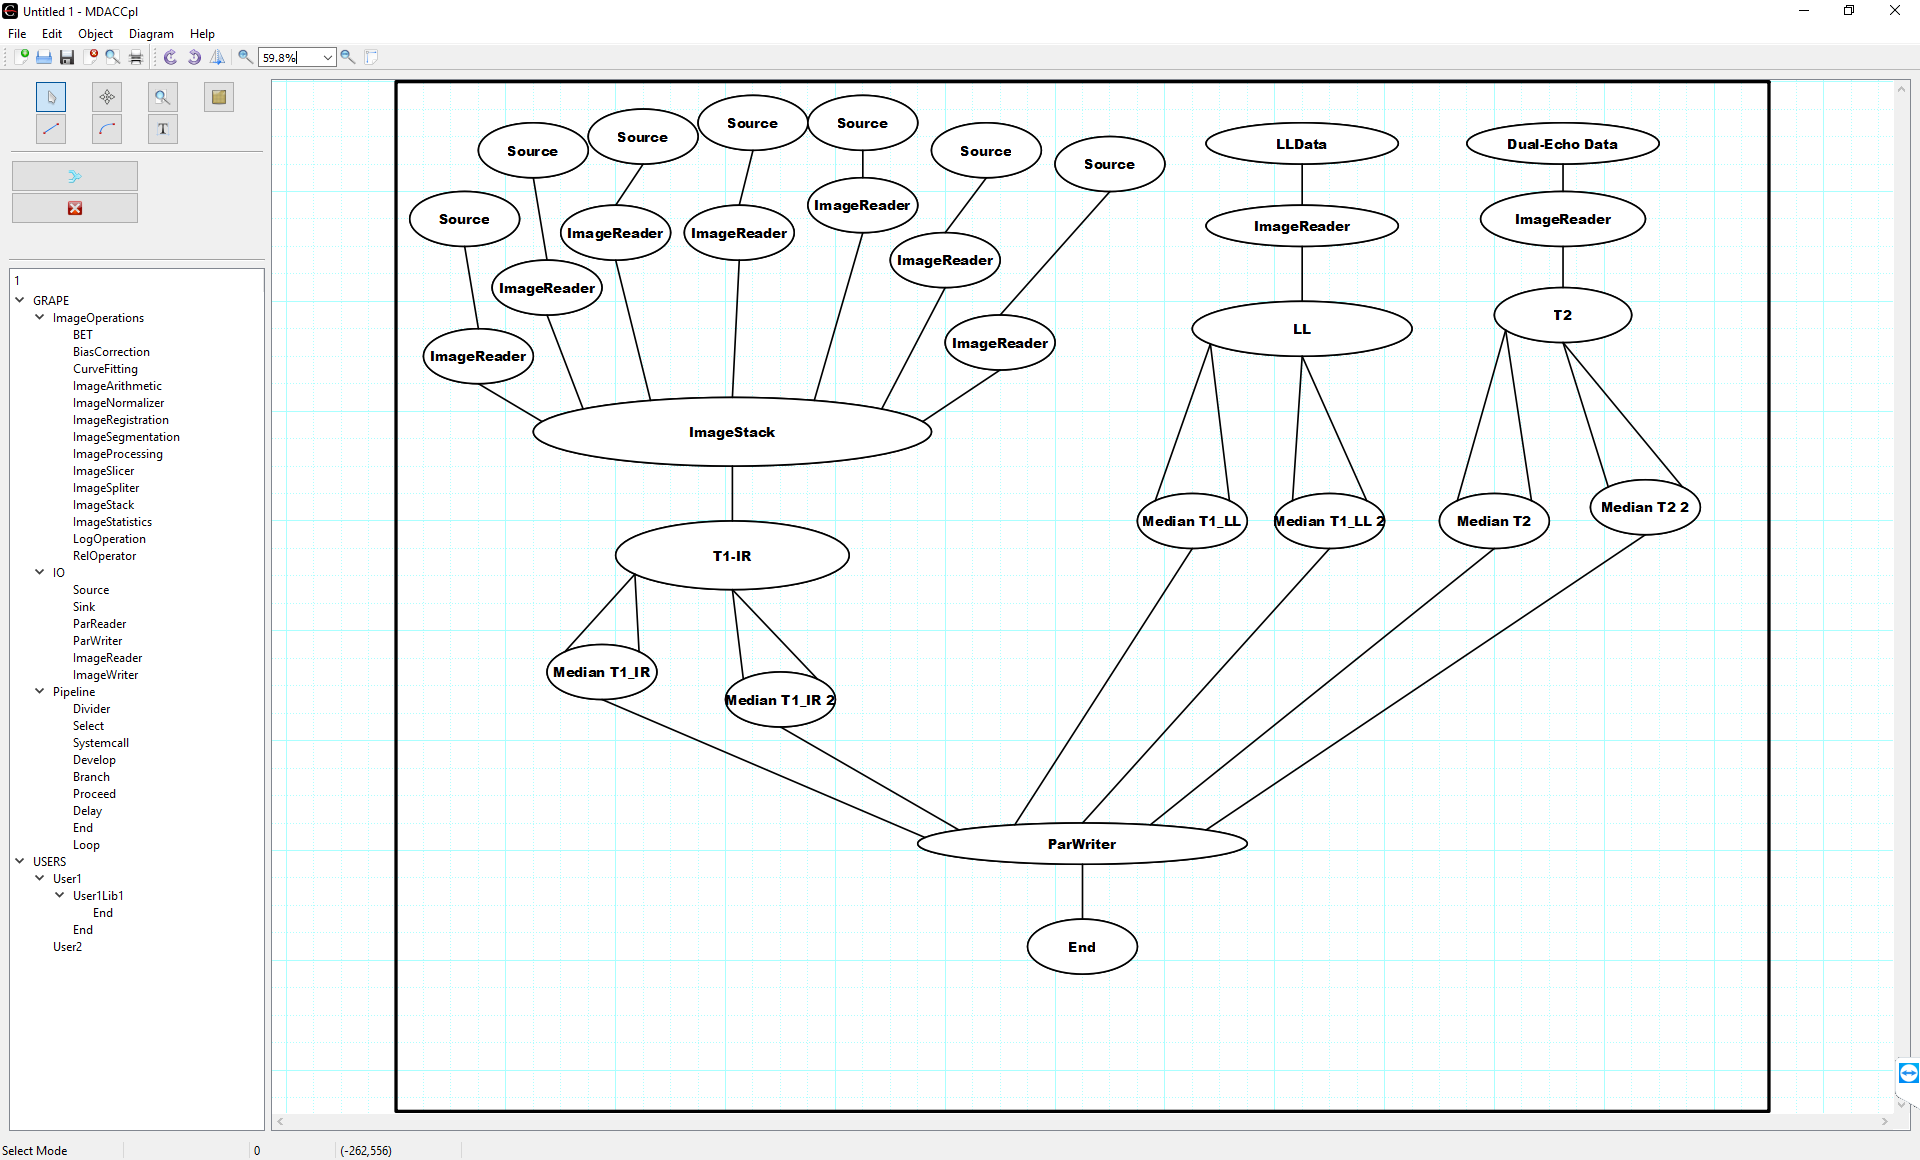 Untitled 1 - MDACCpl
File Edit Object Diagram Help
59.8%
T
1
GRAPE
ImageOperations
BET
BiasCorrection
CurveFitting
ImageArithmetic
ImageNormalizer
ImageRegistration
ImageSegmentation
ImageProcessing
ImageSlicer
ImageSpliter
ImageStack
ImageStatistics
LogOperation
RelOperator
IO
Source
Sink
ParReader
ParWriter
ImageReader
ImageWriter
Pipeline
Divider
Select
Systemcall
Develop
Branch
Proceed
Delay
End
Loop
USERS
User1
User1Lib1
End
End
User2
Source
Source
Source
Source
Source
Source
Source
LLData
Dual-Echo Data
ImageReader
ImageReader
ImageReader
ImageReader
ImageReader
ImageReader
ImageReader
ImageReader
ImageReader
LL
T2
ImageStack
T1-IR
Median T1_LL
Median T1_LL 2
Median T2
Median T2 2
Median T1_IR
Median T1_IR 2
ParWriter
End
Select Mode
0
(-262,556)